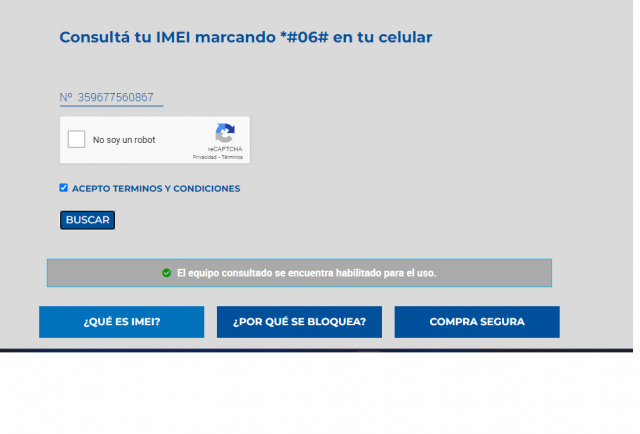 Consultá tu IMEI marcando *#06# en tu celular
Nº 359677560867
No soy un robot
reCAPTCHA
Privacidad - Términos
ACEPTO TERMINOS Y CONDICIONES
BUSCAR
El equipo consultado se encuentra habilitado para el uso.
¿QUÉ ES IMEI? ¿POR QUÉ SE BLOQUEA? COMPRA SEGURA